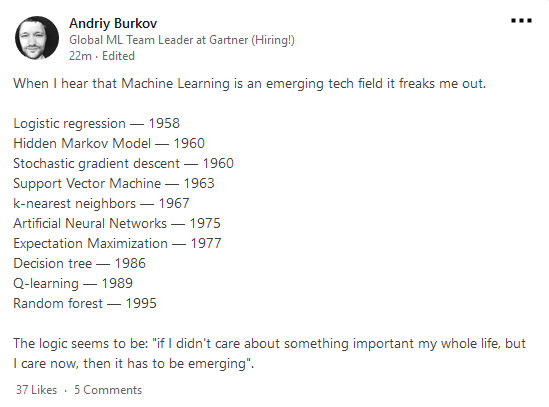 Andriy Burkov
Global ML Team Leader at Gartner (Hiring!)
22m · Edited
When I hear that Machine Learning is an emerging tech field it freaks me out.
Logistic regression — 1958
Hidden Markov Model — 1960
Stochastic gradient descent — 1960
Support Vector Machine — 1963
k-nearest neighbors — 1967
Artificial Neural Networks — 1975
Expectation Maximization — 1977
Decision tree — 1986
Q-learning — 1989
Random forest — 1995
The logic seems to be: "if I didn't care about something important my whole life, but
I care now, then it has to be emerging".
37 Likes · 5 Comments